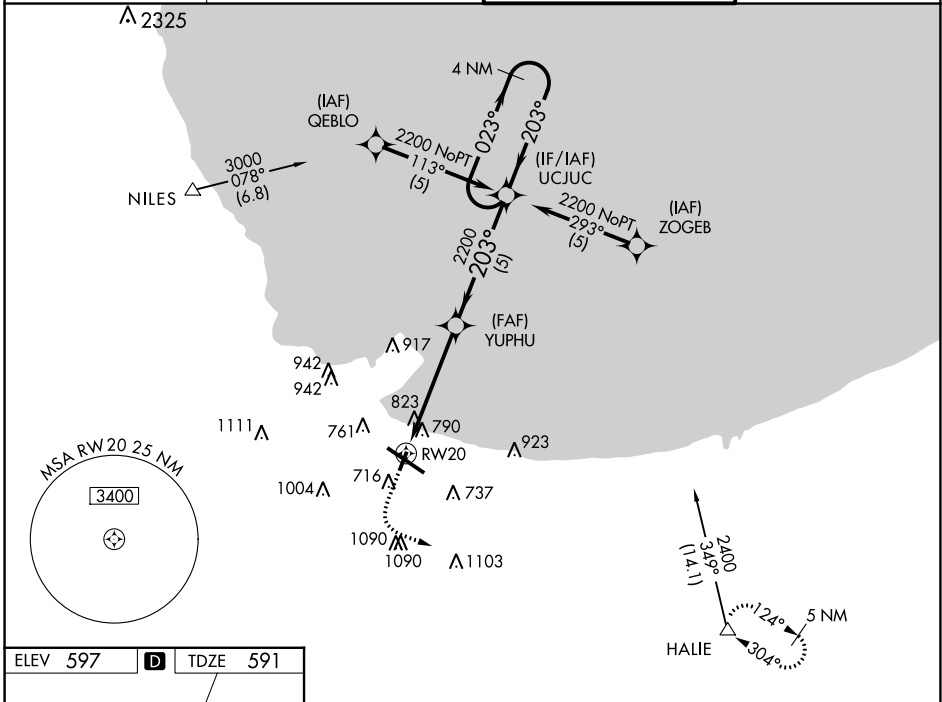 2325
4 NM
(IAF)
QEBLO
023°
203°
2200 NoPT
113°
(5)
(IF/IAF)
UCJUC
3000
078°
(6.8)
NILES
2200 NoPT
293°
(5)
(IAF)
ZOGEB
2200
203°
(5)
(FAF)
YUPHU
917
942
942
823
790
1111
761
923
RW20
MSA RW20 25 NM
3400
716
1004
737
1090
1090
1103
2400
349°
(14.1)
124°
5 NM
304°
HALIE
ELEV 597 D TDZE 591